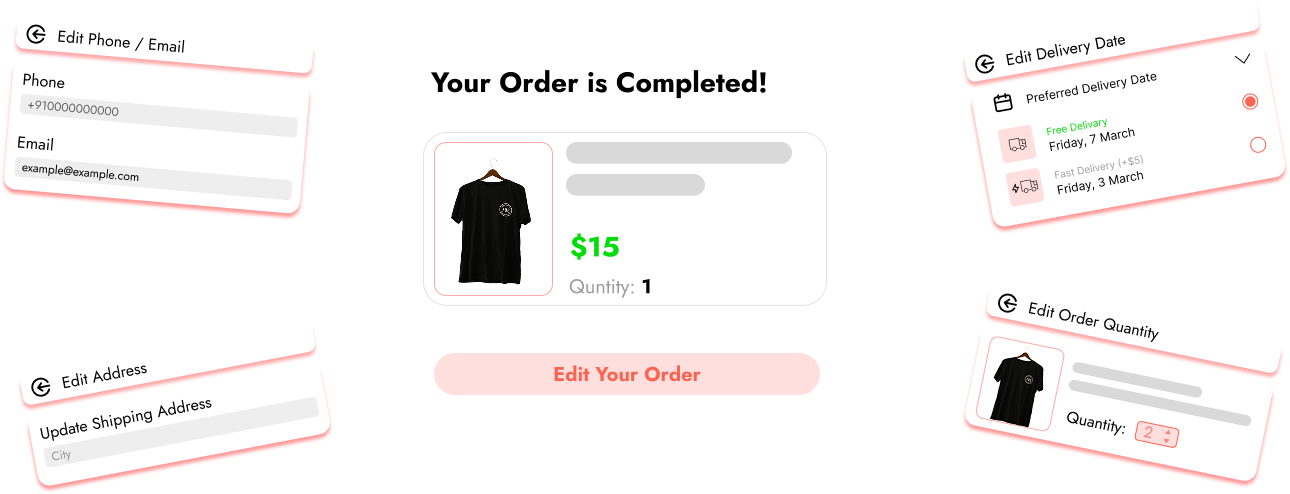 Edit Phone / Email
Phone
+910000000000
Email
example@example.com
Edit Address
Update Shipping Address
City
Your Order is Completed!
$15
Quntity: 1
Edit Your Order
Edit Delivery Date
Preferred Delivery Date
Free Delivary
Friday, 7 March
Fast Delivery (+$5)
Friday, 3 March
Edit Order Quantity
Quantity: 2